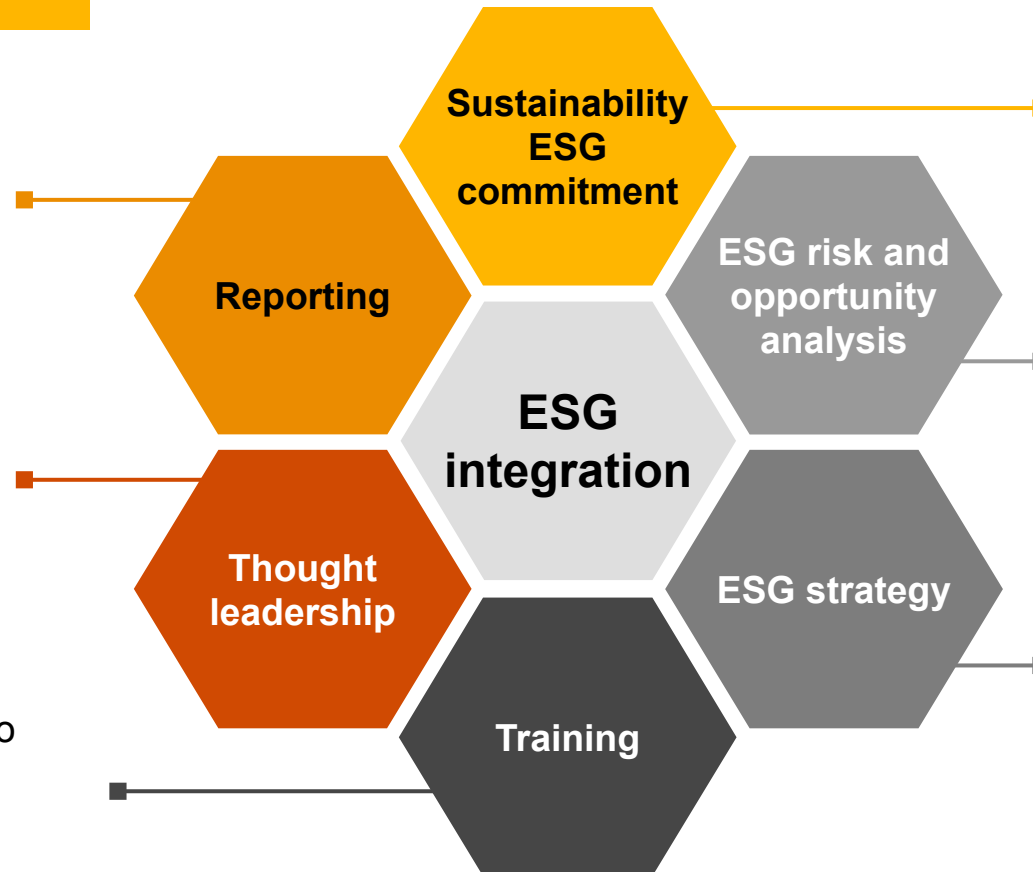 Sustainability
ESG
commitment
ESG risk and
opportunity
analysis
Reporting
ESG
integration
Thought
leadership
ESG strategy
Training